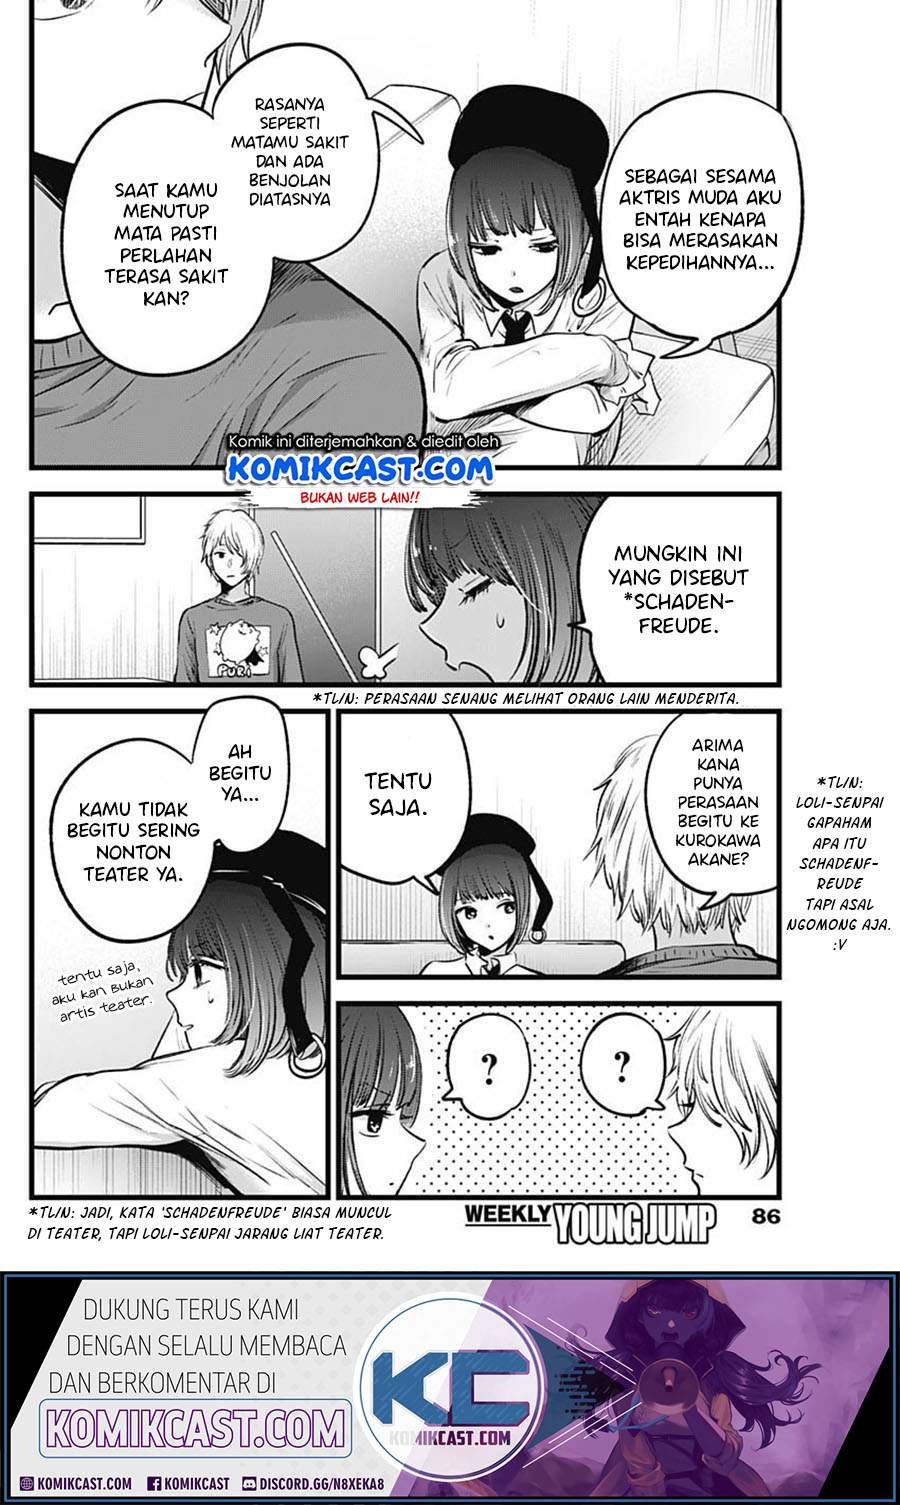 SEBAGAI SESAMA
AKTRIS MUDA AKU
ENTAH KENAPA
BISA MERASAKAN
KEPEDIHANNYA...
RASANYA
SEPERTI
MATAMU SAKIT
DAN ADA
BENJOLAN
DIATASNYA
SAAT KAMU
MENUTUP
MATA PASTI
PERLAHAN
TERASA SAKIT
KAN?
Komik ini diterjemahkan & diedit oleh
KOMIKCAST.COM
BUKAN WEB LAIN!!
MUNGKIN INI
YANG DISEBUT
*SCHADEN-
FREUDE.
PURI
*TL/N: PERASAAN SENANG MELIHAT ORANG LAIN MENDERITA.
ARIMA
KANA
PUNYA
PERASAAN
BEGITU KE
KUROKAWA
AKANE?
TENTU
SAJA.
*TL/N:
LOLI-SENPAI
GAPAHAM
APA ITU
SCHADENF-
REUDE
TAPI ASAL
NGOMONG AJA.
:V
?
?
AH
BEGITU
YA...
KAMU TIDAK
BEGITU SERING
NONTON
TEATER YA.
tentu saja,
aku kan bukan
artis teater.
*TL/N: JADI, KATA 'SCHADENFREUDE' BIASA MUNCUL
DI TEATER, TAPI LOLI-SENPAI JARANG LIAT TEATER.
WEEKLY YOUNG JUMP 86
DUKUNG TERUS KAMI
DENGAN SELALU MEMBACA
DAN BERKOMENTAR DI
KOMIKCAST.COM
KC
KOMIKCAST.COM
KOMIKCAST.COM KOMIKCAST DISCORD.GG/N8XEKA8